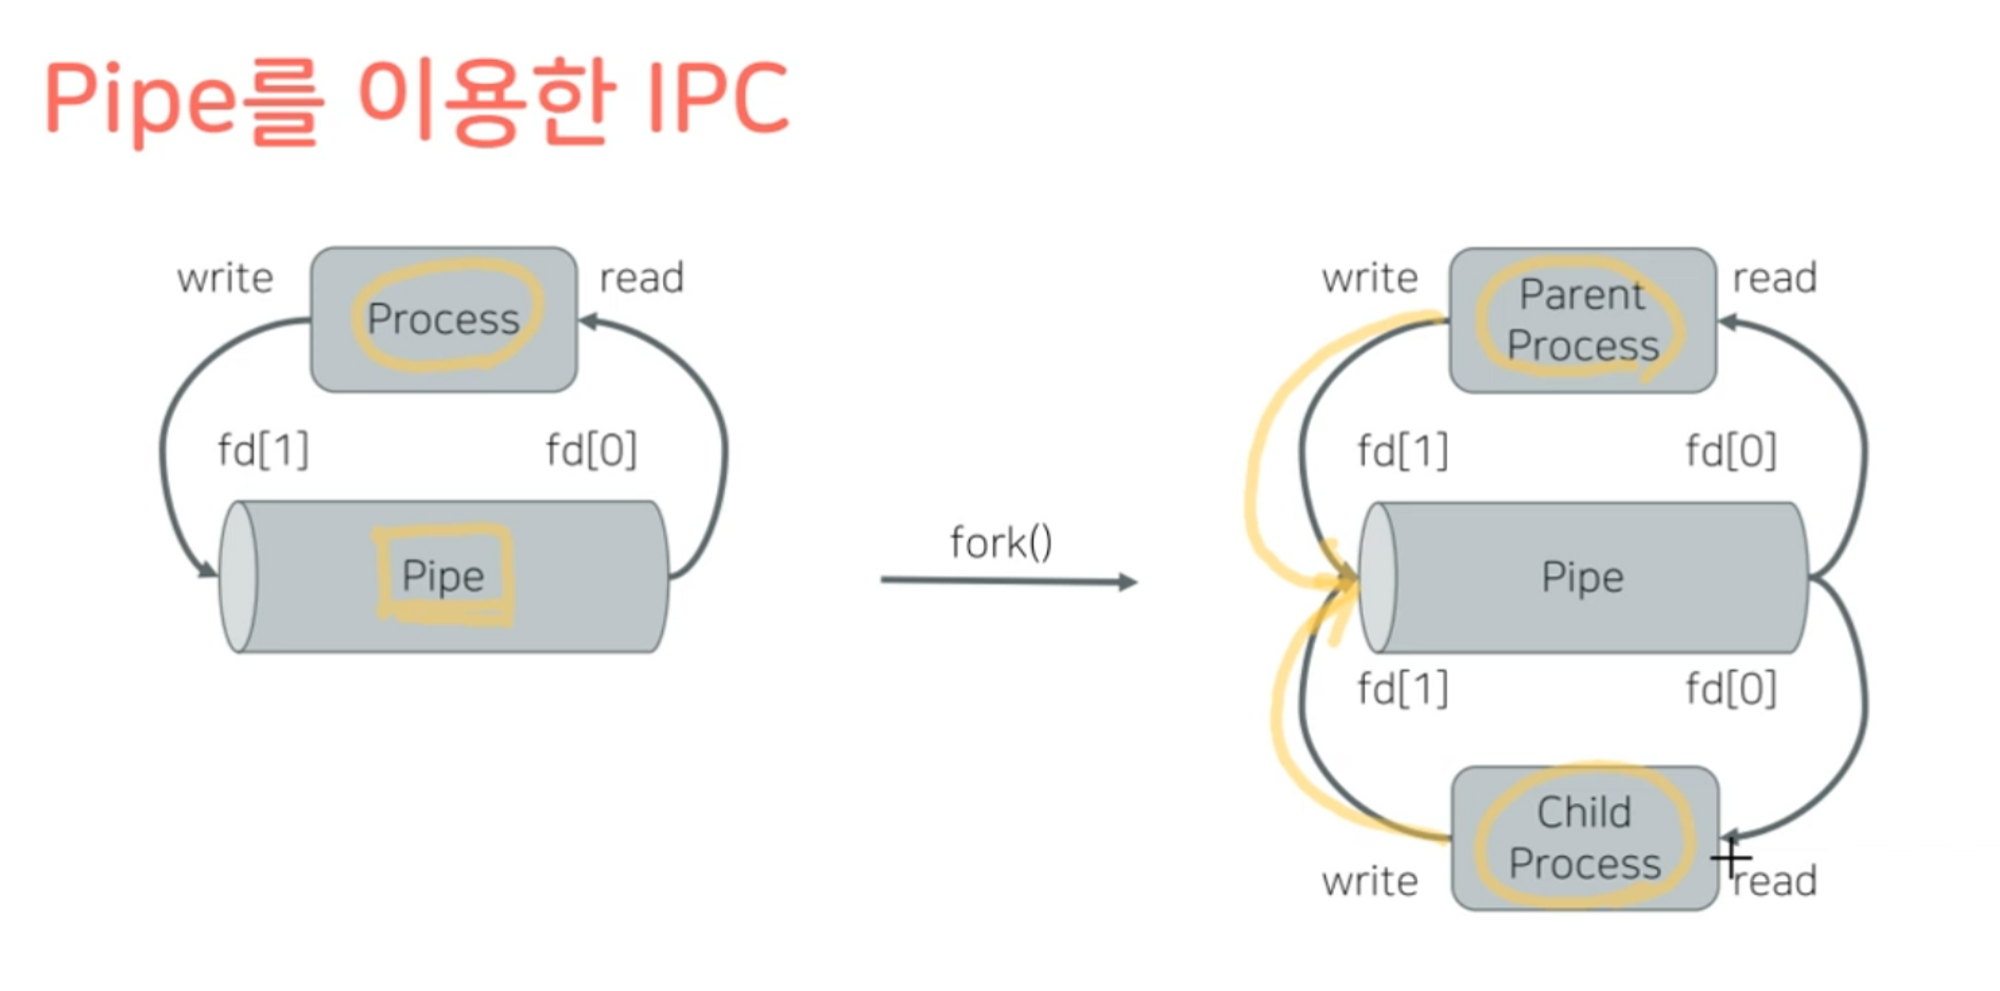 Pipe를 이용한 IPC
write
Process
read
fd[1]
fd[0]
Pipe
fork()
write
Parent
Process
read
fd[1]
fd[0]
Pipe
fd[1]
fd[0]
Child
Process
write
read